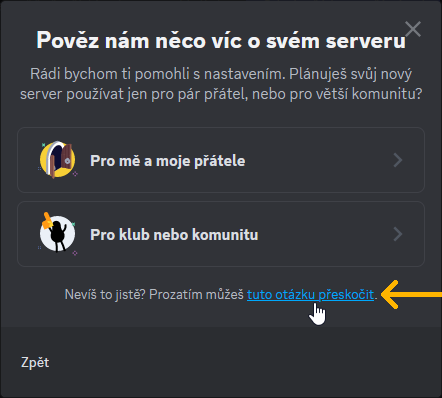 Pověz nám něco víc o svém serveru
Rádi bychom ti pomohli s nastavením. Plánuješ svůj nový
server používat jen pro pár přátel, nebo pro větší komunitu?
Pro mě a moje přátele
Pro klub nebo komunitu
Nevíš to jistě? Prozatím můžeš tuto otázku přeskočit.
Zpět